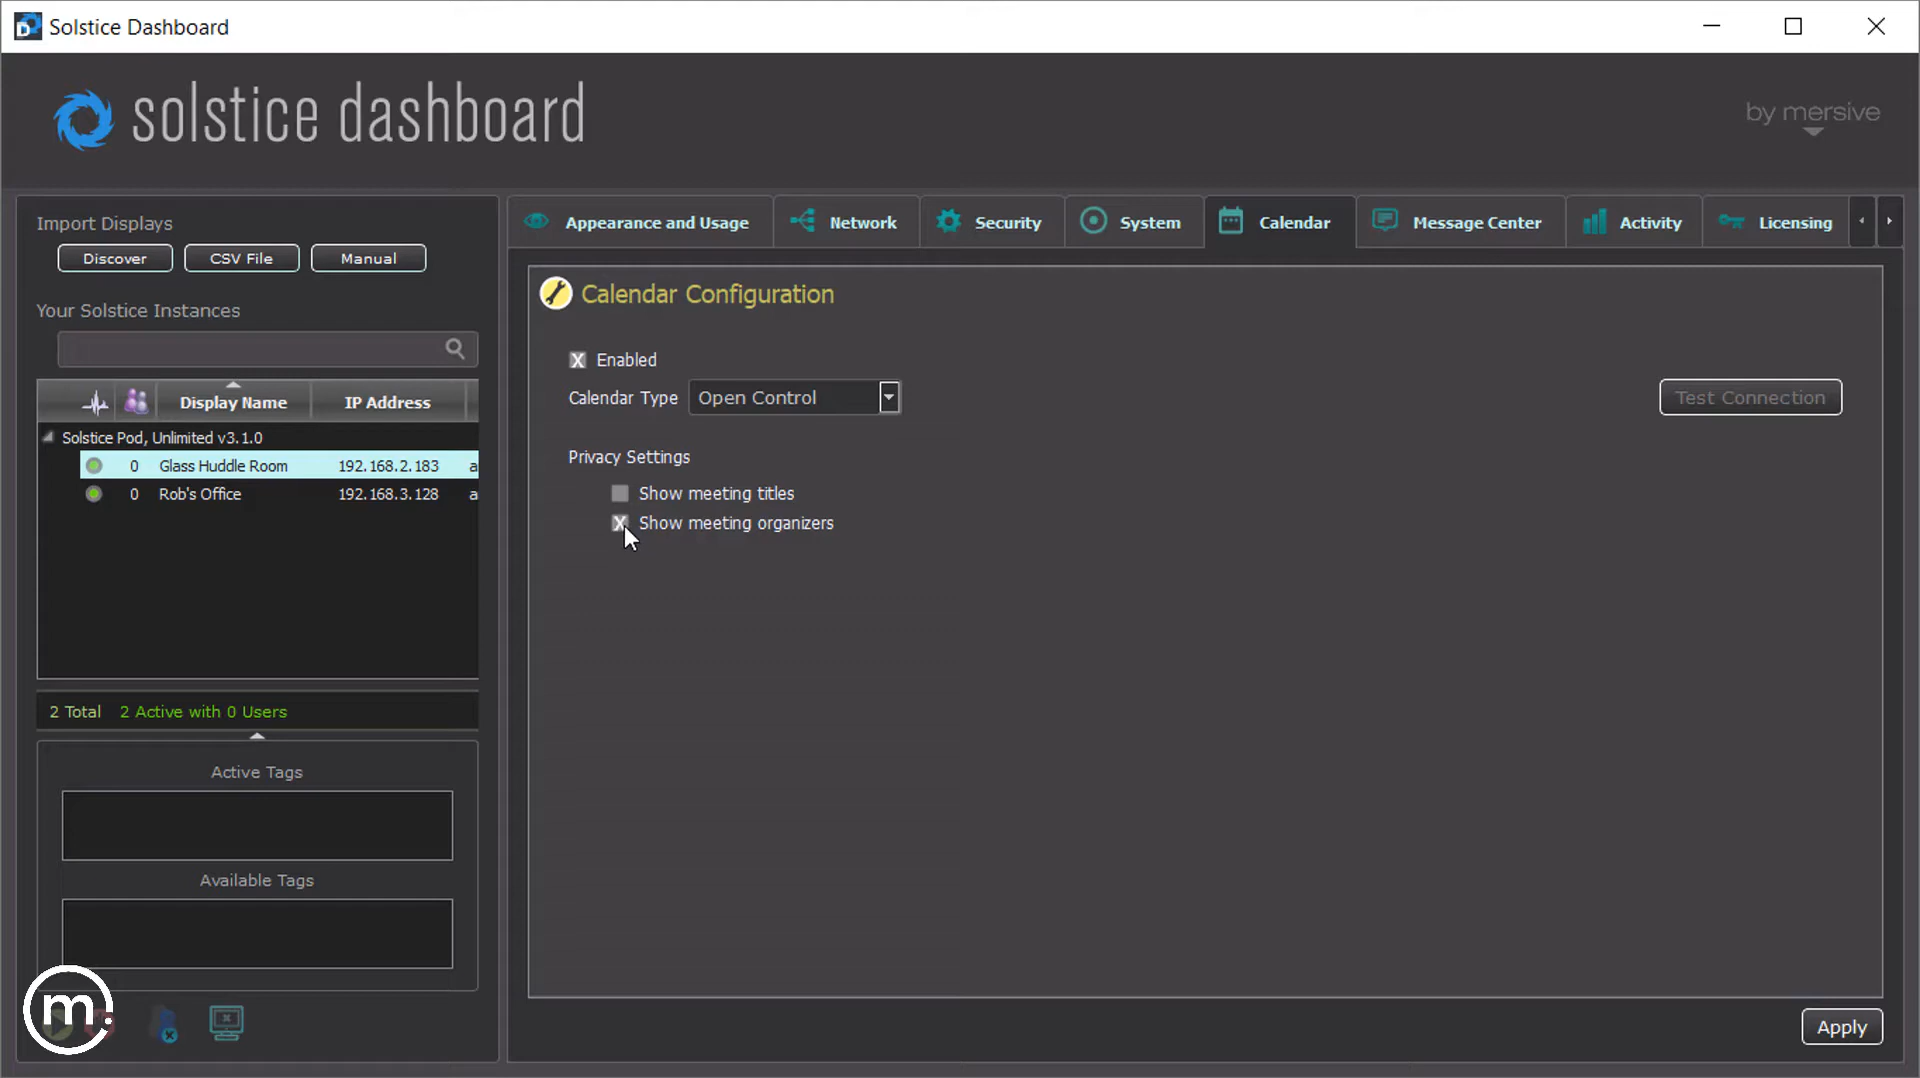 Solstice Dashboard
solstice dashboard
by mersive
Import Displays
Discover
CSV File
Manual
Your Solstice Instances
Display Name
IP Address
Solstice Pod, Unlimited v3.1.0
0 Glass Huddle Room 192.168.2.183 a
0 Rob's Office 192.168.3.128 a
2 Total 2 Active with 0 Users
Active Tags
Available Tags
m.
Appearance and Usage
Network
Security
System
Calendar
Message Center
Activity
Licensing
Calendar Configuration
X Enabled
Calendar Type Open Control
Test Connection
Privacy Settings
Show meeting titles
X Show meeting organizers
Apply